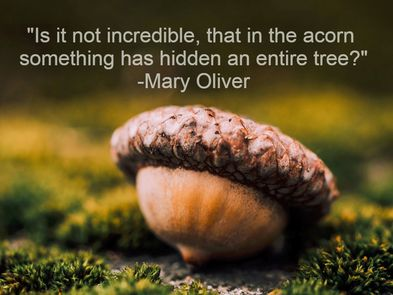 "Is it not incredible, that in the acorn
something has hidden an entire tree?"
-Mary Oliver